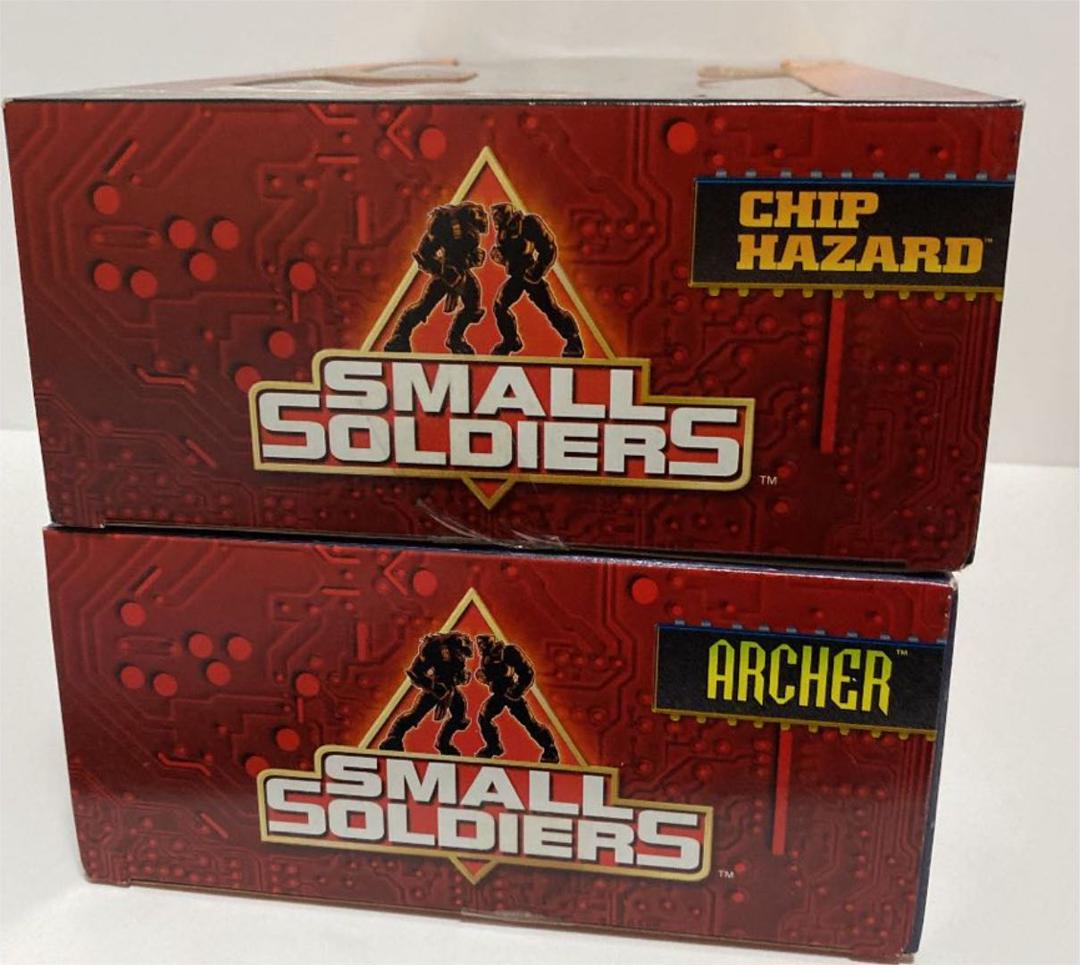 CHIP
HAZARD™
SMALL
SOLDIERS
™
ARCHER™
SMALL
SOLDIERS
™